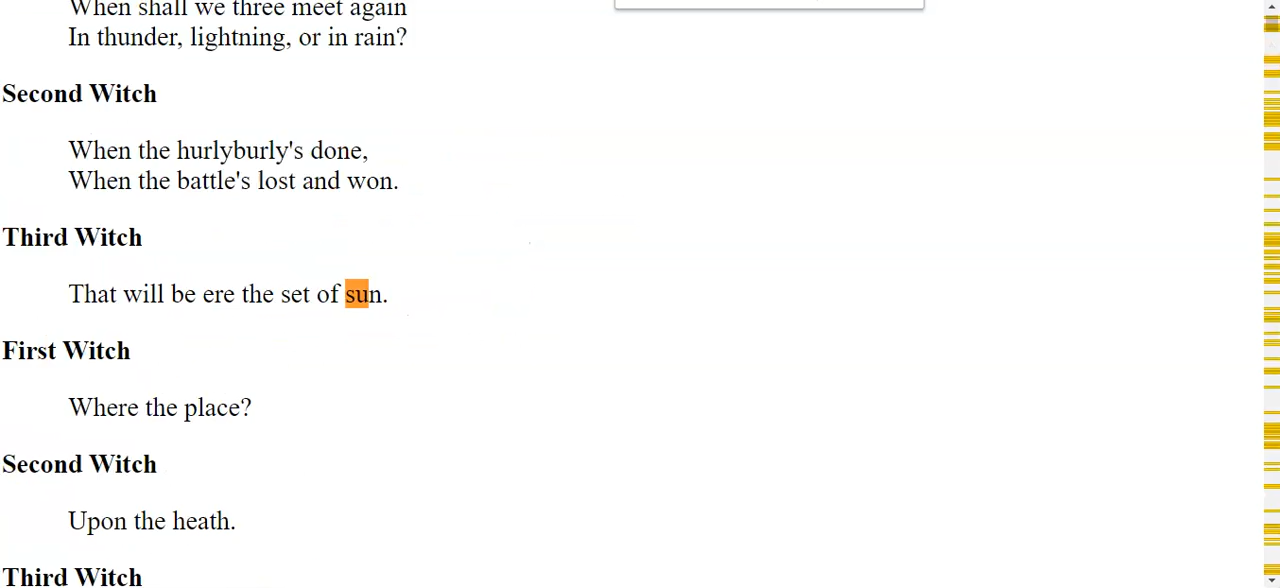 When shall we three meet again
In thunder, lightning, or in rain?
Second Witch
When the hurlyburly's done,
When the battle's lost and won.
Third Witch
That will be ere the set of sun.
First Witch
Where the place?
Second Witch
Upon the heath.
Third Witch